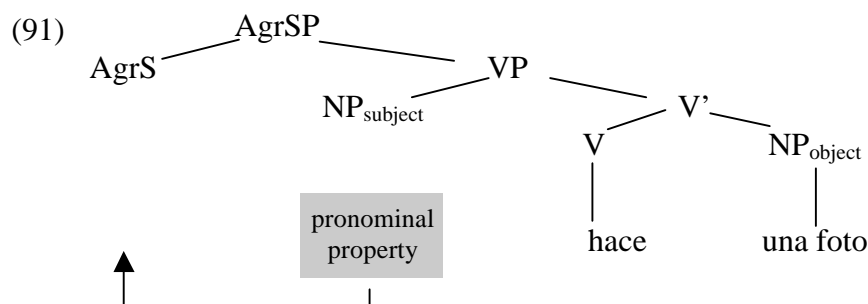 (91) AgrSP
AgrS VP
NPsubject V’
V NPobject
pronominal
property
hace una foto